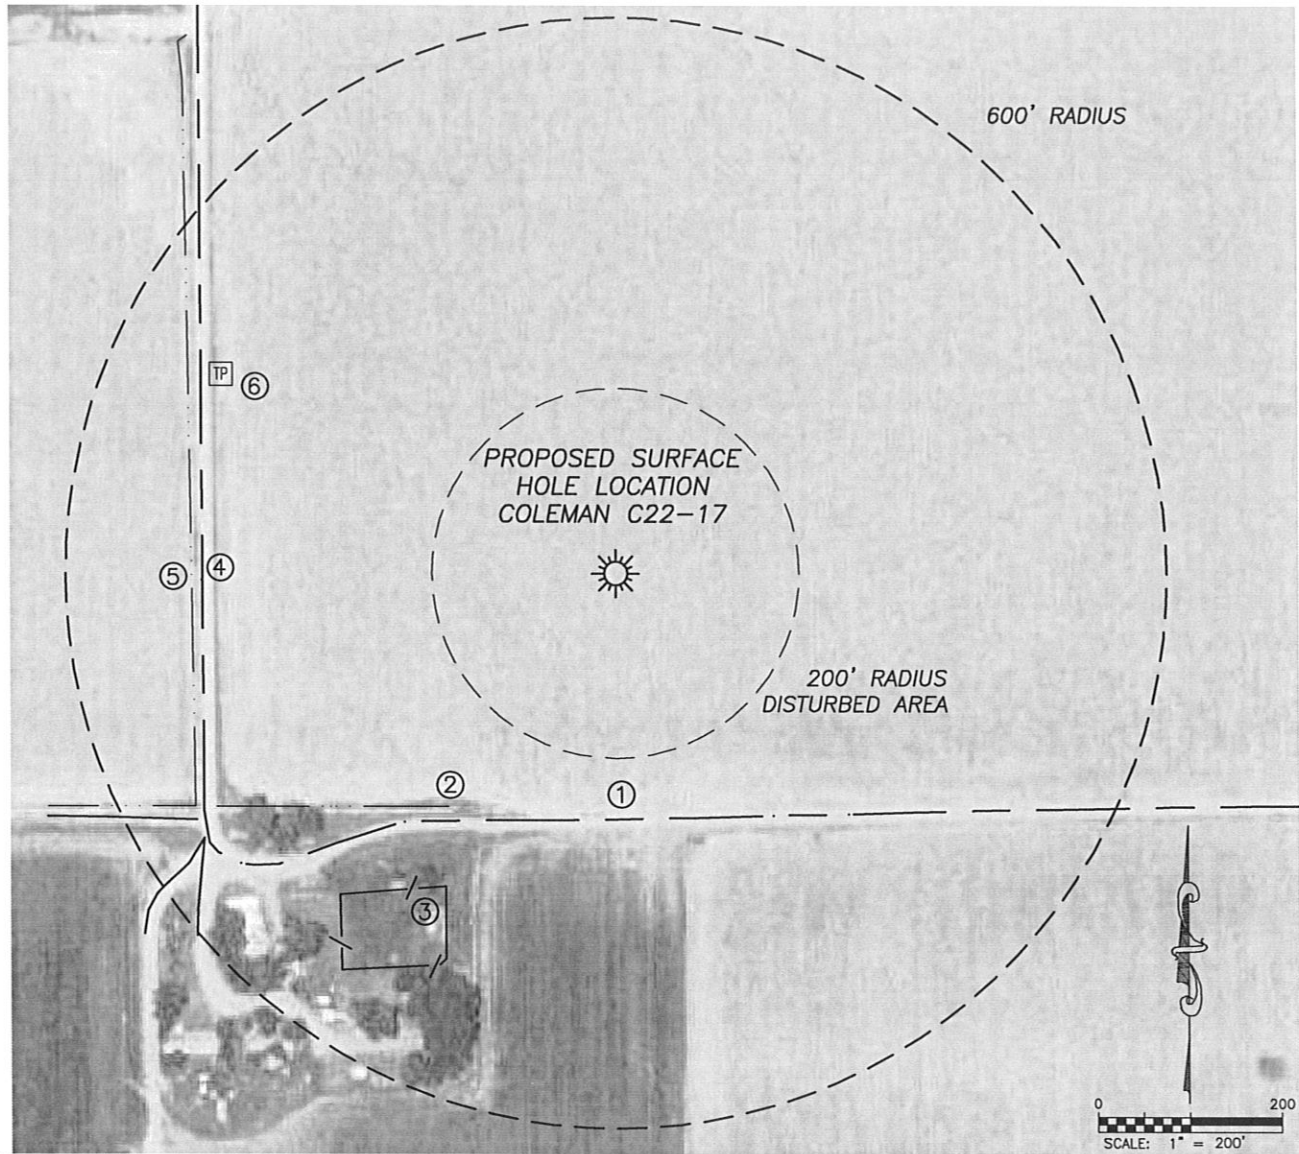 600' RADIUS
TP
⑥
PROPOSED SURFACE
HOLE LOCATION
COLEMAN C22-17
⑤
④
200' RADIUS
DISTURBED AREA
②
①
③
0 200
SCALE: 1" = 200'